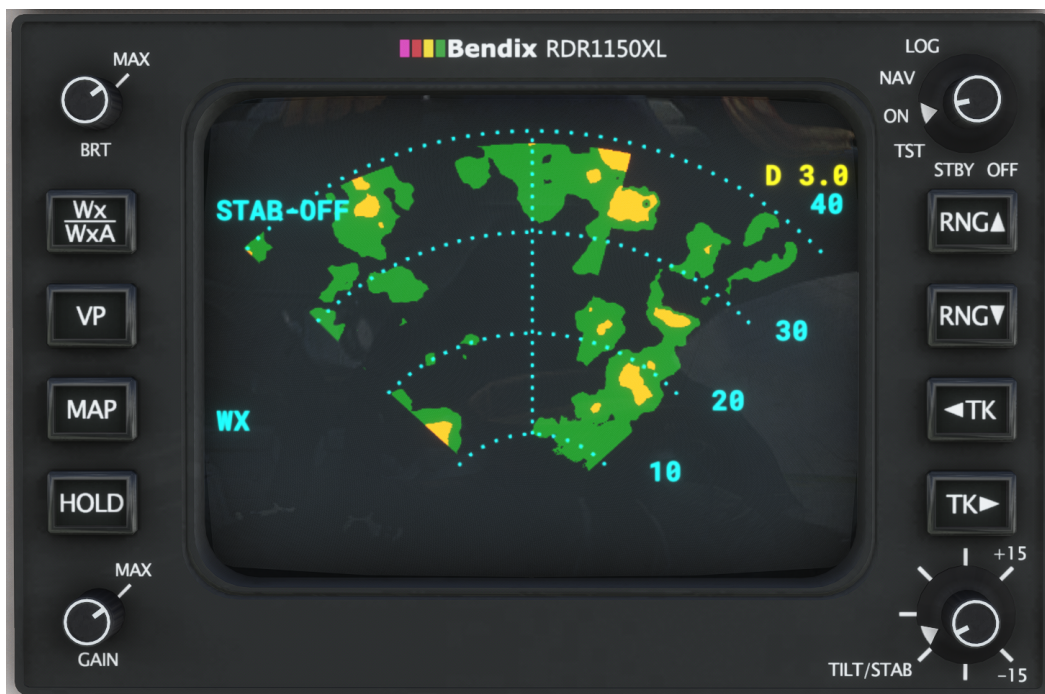 Bendix RDR1150XL
MAX
BRT
Wx
WxA
VP
MAP
HOLD
MAX
GAIN
STAB-OFF
WX
D 3.0
40
30
20
10
LOG
NAV
ON
TST
STBY OFF
RNG▲
RNG▼
◄TK
TK►
+15
TILT/STAB
-15